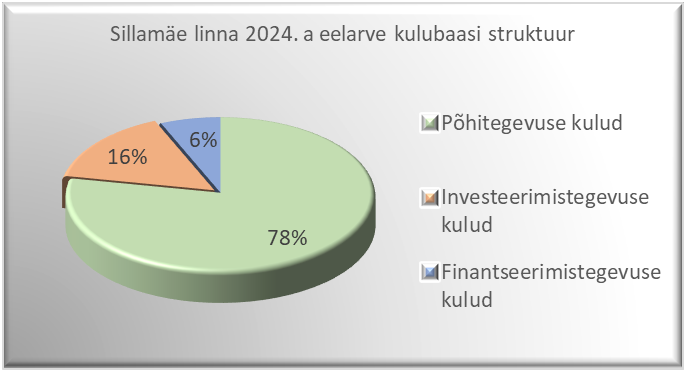 Sillamäe linna 2024. a eelarve kulubaasi struktuur
6%
16%
78%
Põhitegevuse kulud
Investeerimistegevuse
kulud
Finantseerimistegevuse
kulud